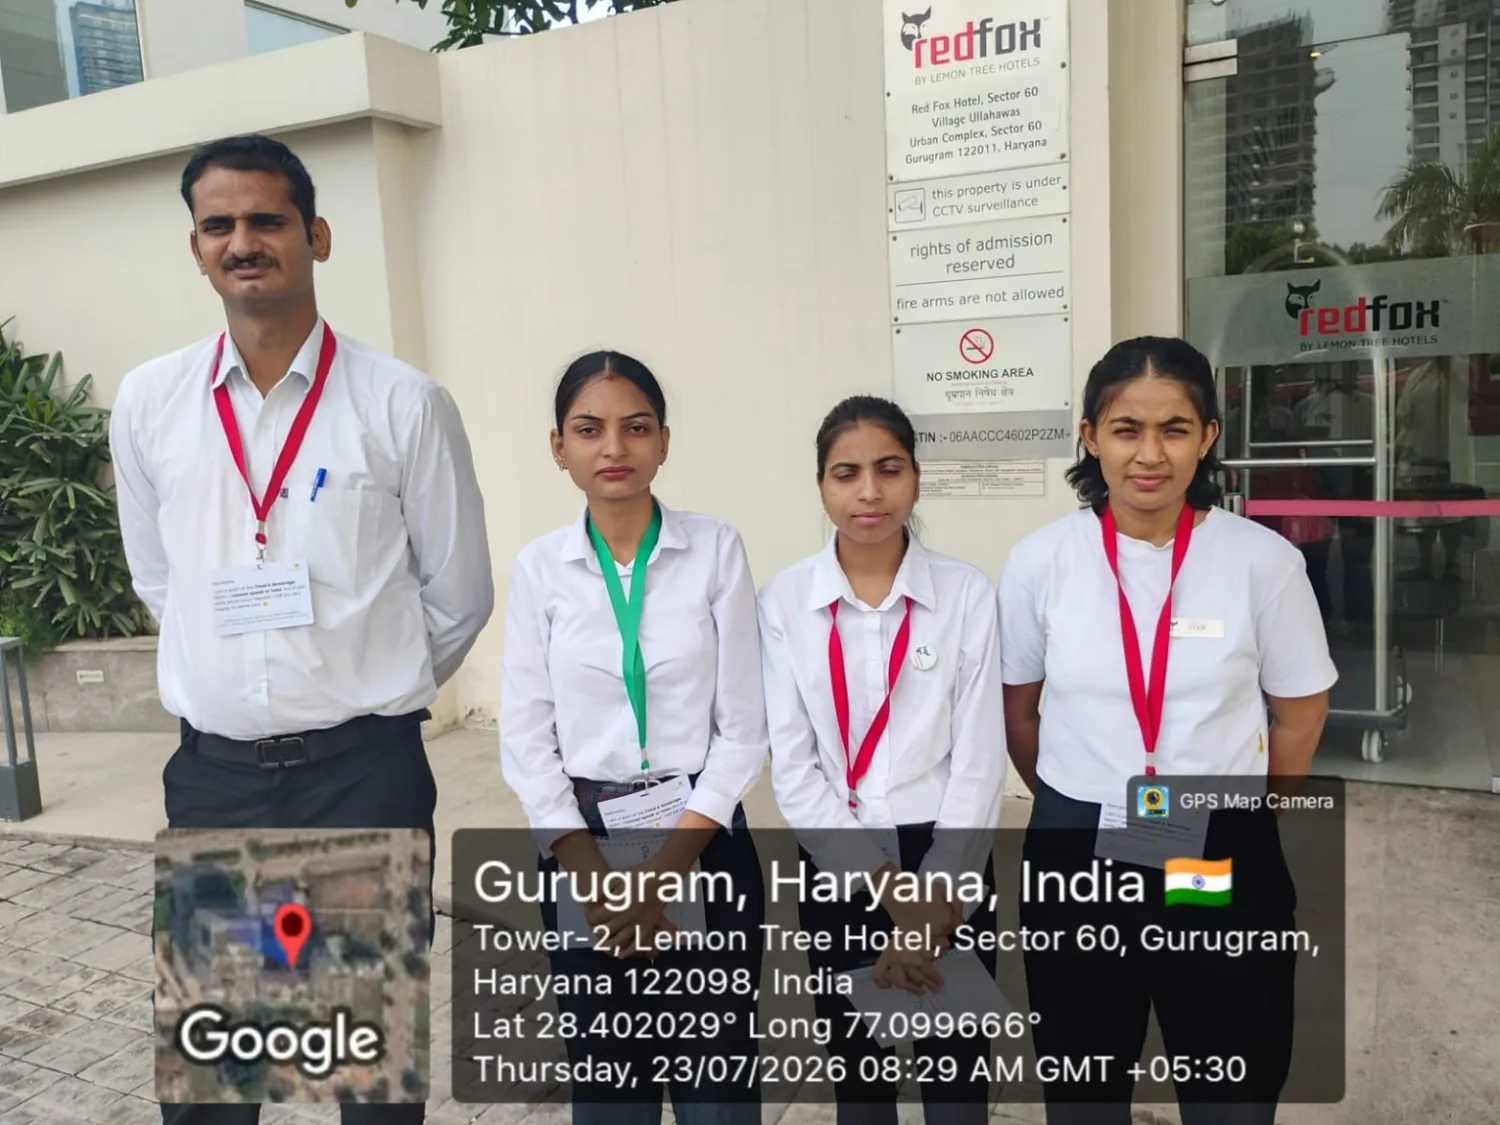 redfox
BY LEMON TREE HOTELS
Red Fox Hotel, Sector 60
Village Ullahawas
Urban Complex, Sector 60
Gurugram 122011, Haryana
this property is under
CCTV surveillance
rights of admission
reserved
fire arms are not allowed
NO SMOKING AREA
धूम्रपान निषेध क्षेत्र
TIN :- 06AACCC4602P2ZM
redfox
BY LEMON TREE HOTELS
GPS Map Camera
Gurugram, Haryana, India
Tower-2, Lemon Tree Hotel, Sector 60, Gurugram,
Haryana 122098, India
Lat 28.402029° Long 77.099666°
Thursday, 23/07/2026 08:29 AM GMT +05:30
Google